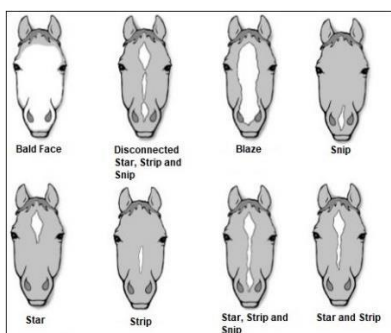 Bald Face
Disconnected
Star, Strip and
Snip
Blaze
Snip
Star
Strip
Star, Strip and
Snip
Star and Strip